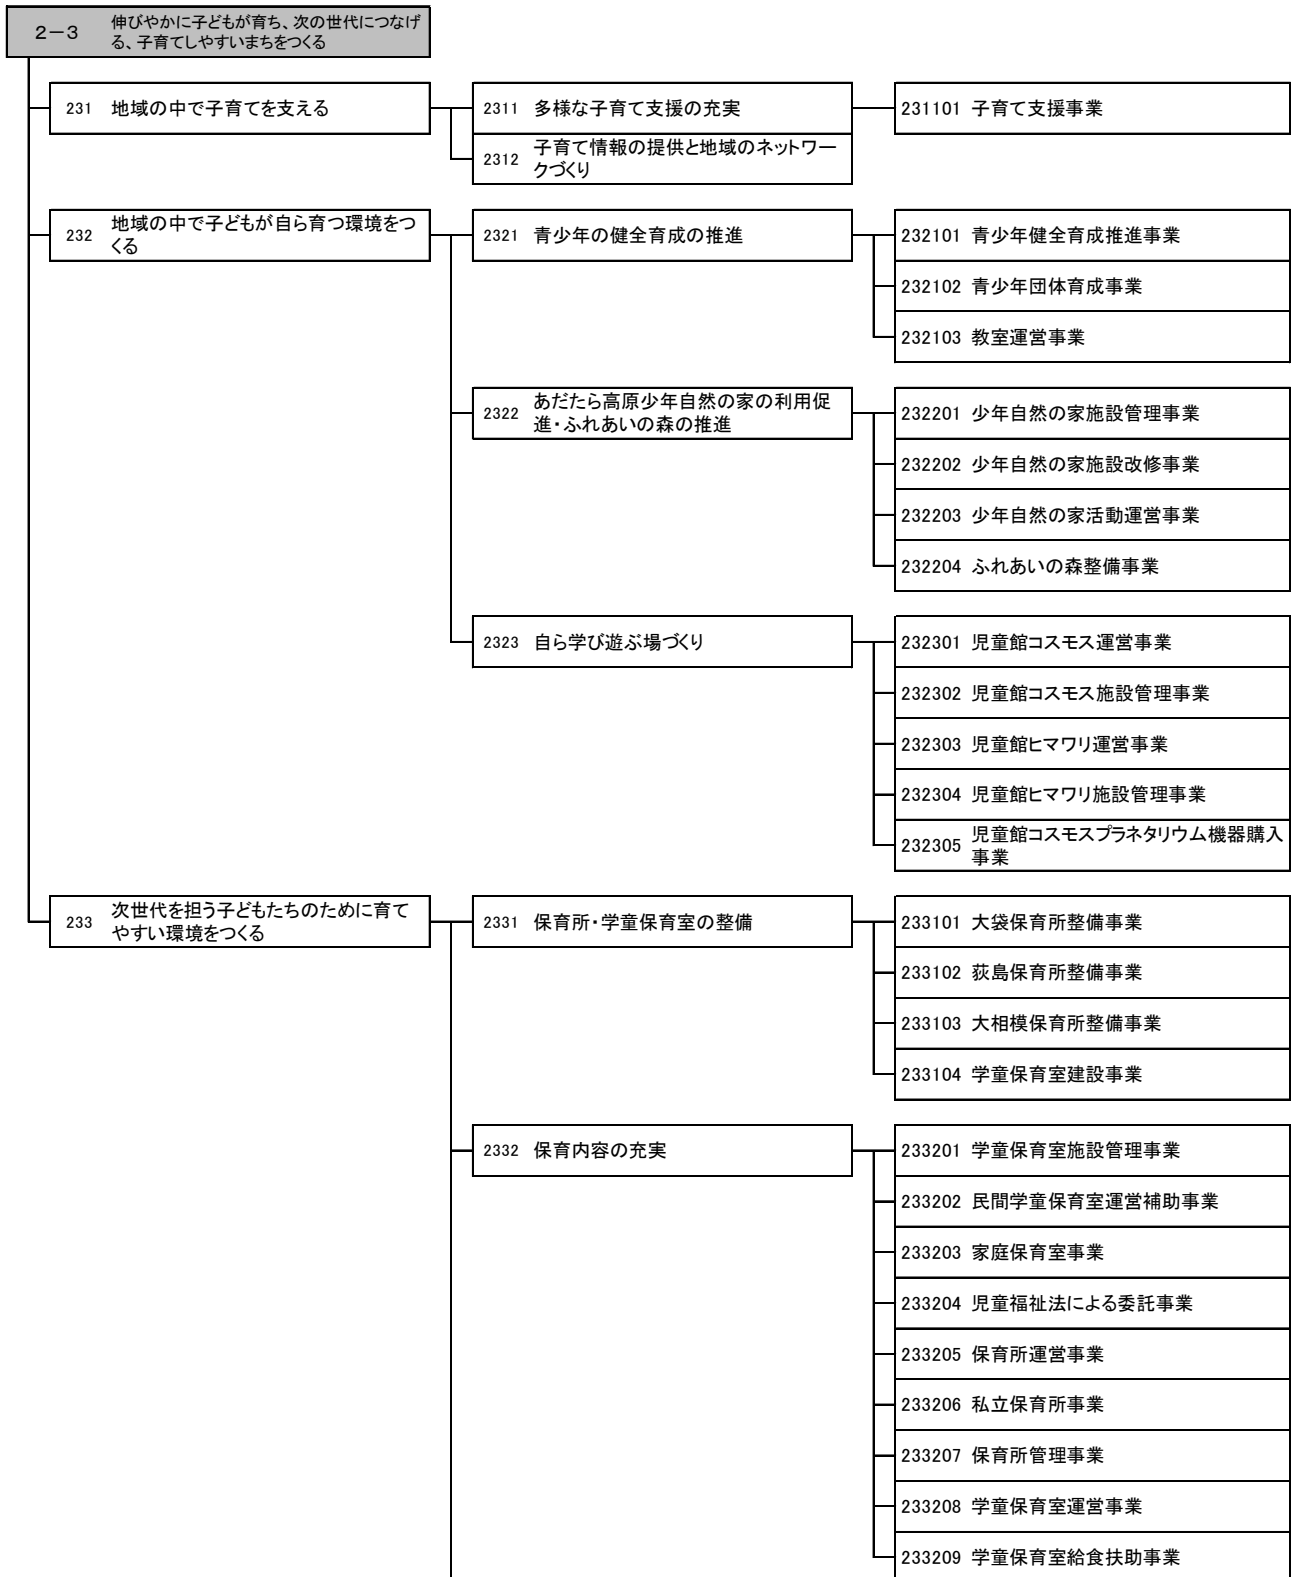 2－3 伸びやかに子どもが育ち、次の世代につなげ
る、子育てしやすいまちをつくる
231 地域の中で子育てを支える
2311 多様な子育て支援の充実
231101 子育て支援事業
2312 子育て情報の提供と地域のネットワー
クづくり
232 地域の中で子どもが自ら育つ環境をつ
くる
2321 青少年の健全育成の推進
232101 青少年健全育成推進事業
232102 青少年団体育成事業
232103 教室運営事業
2322 あだたら高原少年自然の家の利用促
進・ふれあいの森の推進
232201 少年自然の家施設管理事業
232202 少年自然の家施設改修事業
232203 少年自然の家活動運営事業
232204 ふれあいの森整備事業
2323 自ら学び遊ぶ場づくり
232301 児童館コスモス運営事業
232302 児童館コスモス施設管理事業
232303 児童館ヒマワリ運営事業
232304 児童館ヒマワリ施設管理事業
232305 児童館コスモスプラネタリウム機器購入
事業
233 次世代を担う子どもたちのために育て
やすい環境をつくる
2331 保育所・学童保育室の整備
233101 大袋保育所整備事業
233102 荻島保育所整備事業
233103 大相模保育所整備事業
233104 学童保育室建設事業
2332 保育内容の充実
233201 学童保育室施設管理事業
233202 民間学童保育室運営補助事業
233203 家庭保育室事業
233204 児童福祉法による委託事業
233205 保育所運営事業
233206 私立保育所事業
233207 保育所管理事業
233208 学童保育室運営事業
233209 学童保育室給食扶助事業